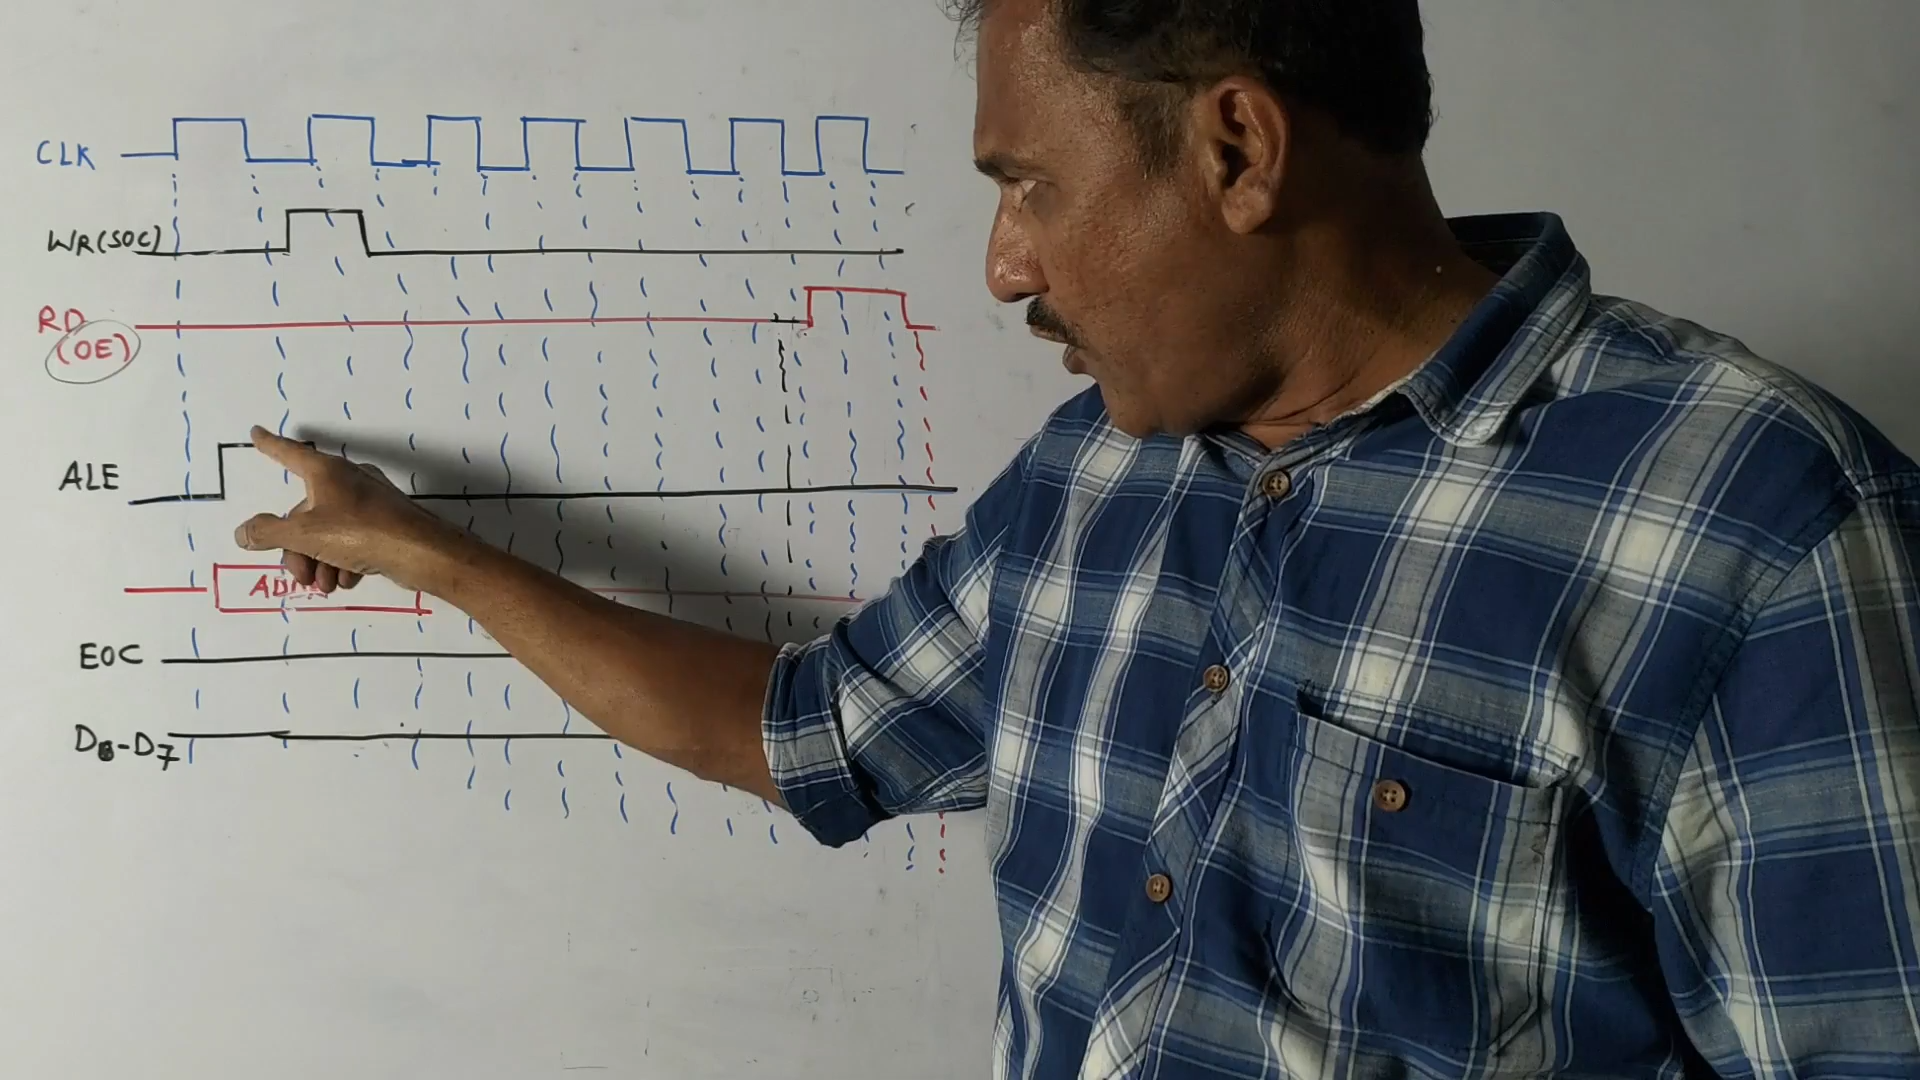 CLK
WR(SOC)
RD
(OE)
ALE
EOC
D0-D7